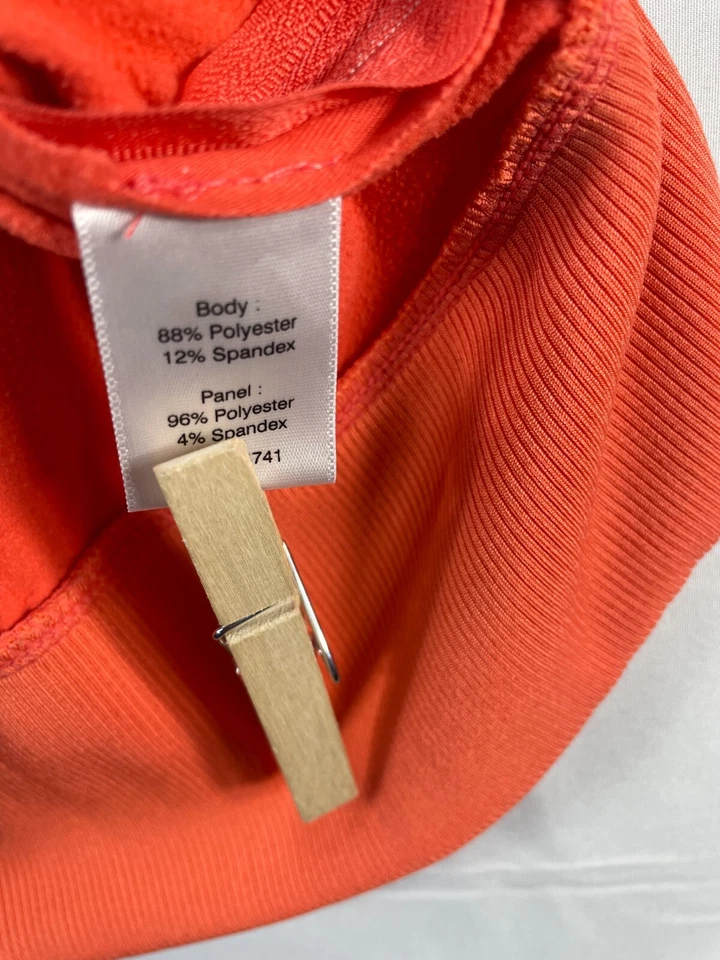 Body :
88% Polyester
12% Spandex
Panel :
96% Polyester
4% Spandex
741